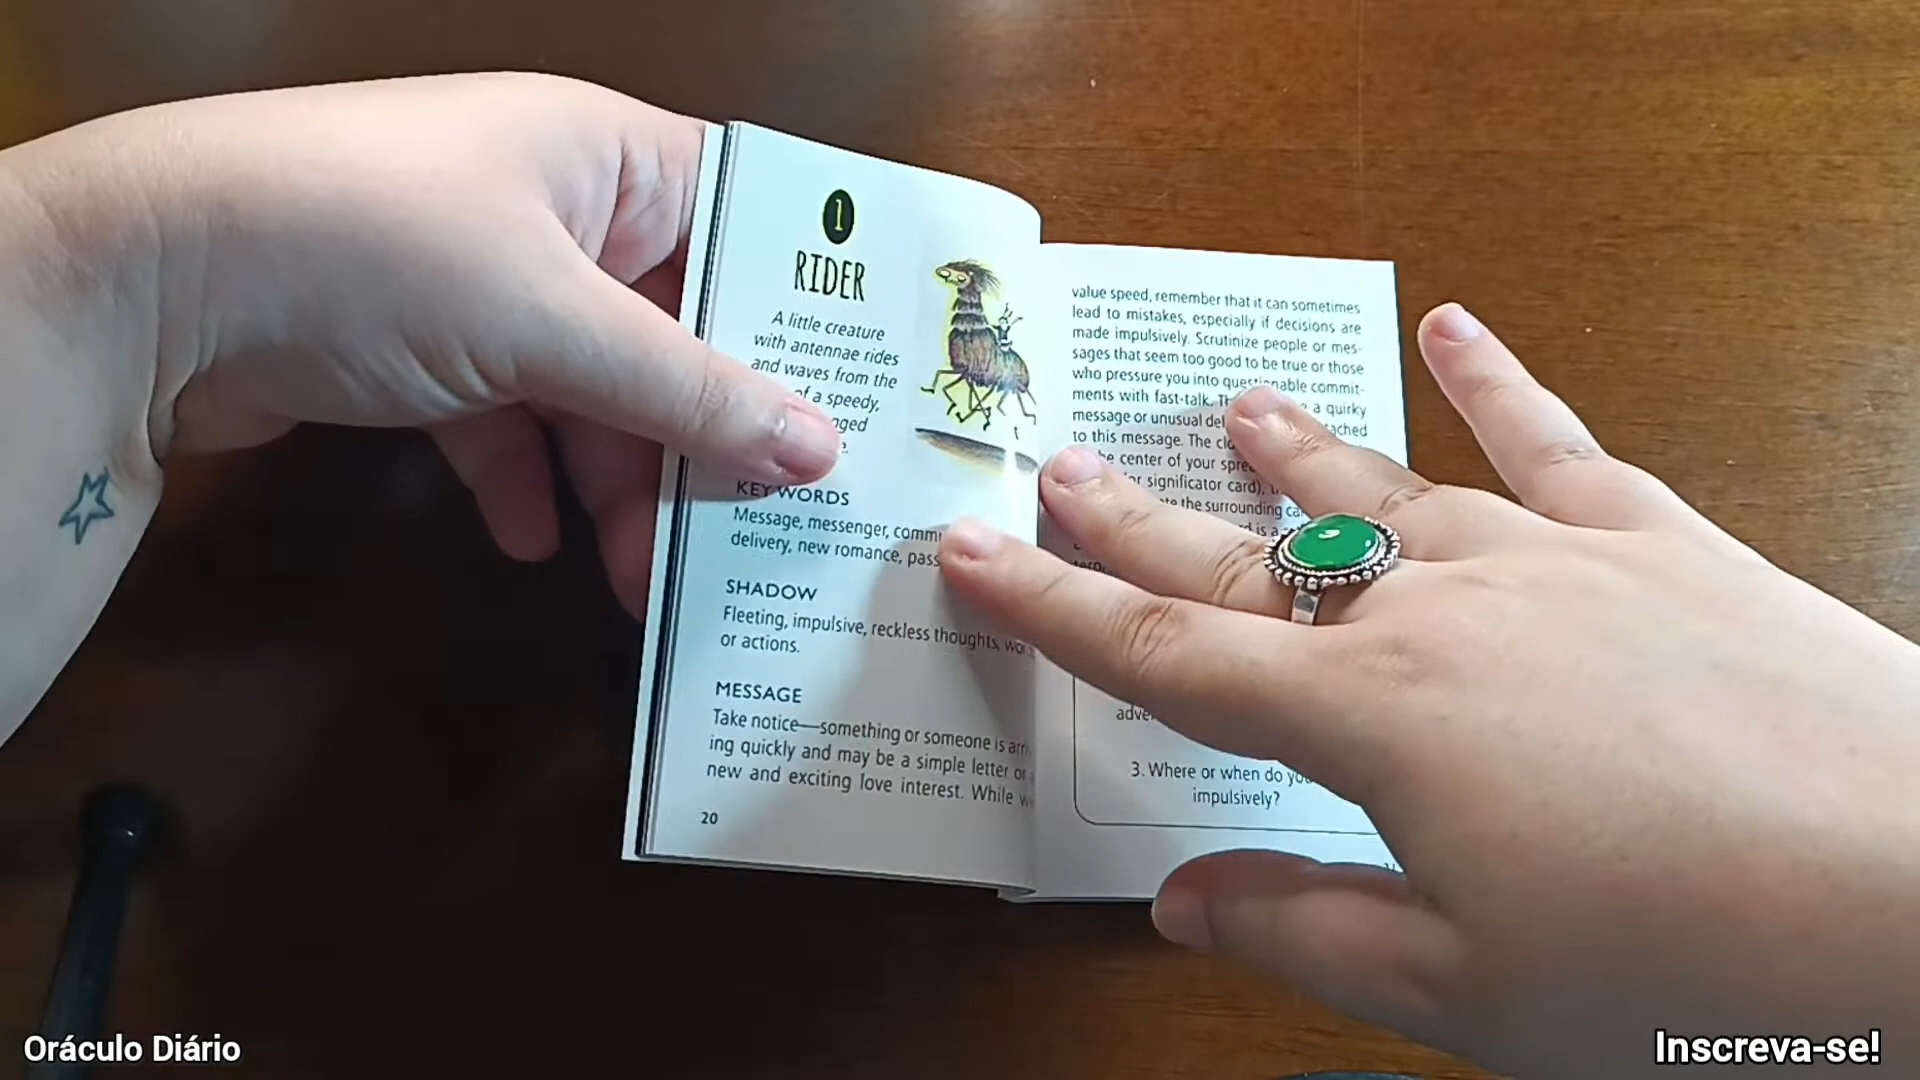 1
RIDER
A little creature
with antennae rides
and waves from the
of a speedy,
KEY WORDS
Message, messenger,
delivery, new romance,
SHADOW
Fleeting, impulsive, reckless thoughts,
or actions.
MESSAGE
Take notice—something or someone is
ing quickly and may be a simple letter or
new and exciting love interest. While
20
value speed, remember that it can sometimes
lead to mistakes, especially if decisions are
made impulsively. Scrutinize people or mes-
sages that seem too good to be true or those
who pressure you into questionable commit-
ments with fast-talk. a quirky
message or unusual
to this message. The
center of your
significator card),
the surrounding
is a
3. Where or when do
impulsively?
Oráculo Diário
Inscreva-se!